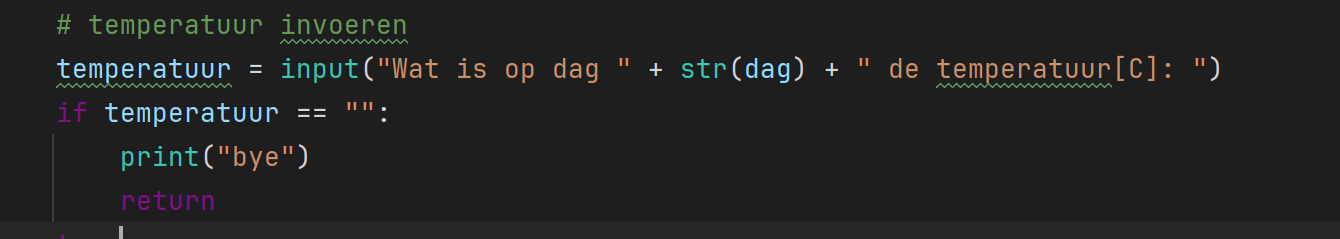 # temperatuur invoeren
temperatuur = input("Wat is op dag " + str(dag) + " de temperatuur[C]: ")
if temperatuur == "":
print("bye")
return